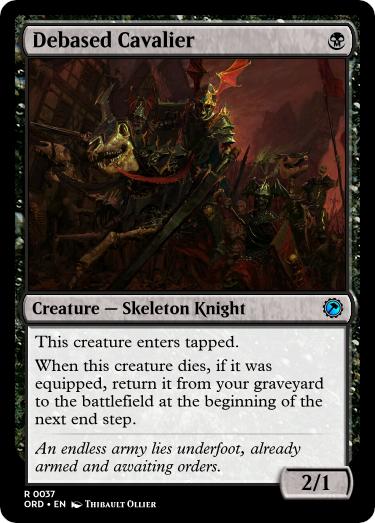 Debased Cavalier
Creature — Skeleton Knight
This creature enters tapped.
When this creature dies, if it was
equipped, return it from your graveyard
to the battlefield at the beginning of the
next end step.
An endless army lies underfoot, already
armed and awaiting orders.
2/1
R 0037
ORD • EN Thibault Ollier